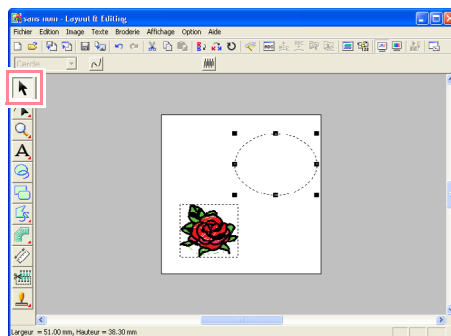 sans nom - Layout & Editing
Fichier Edition Image Texte Broderie Affichage Option Aide
Cercle
Largeur = 51.00 mm, Hauteur = 38.30 mm